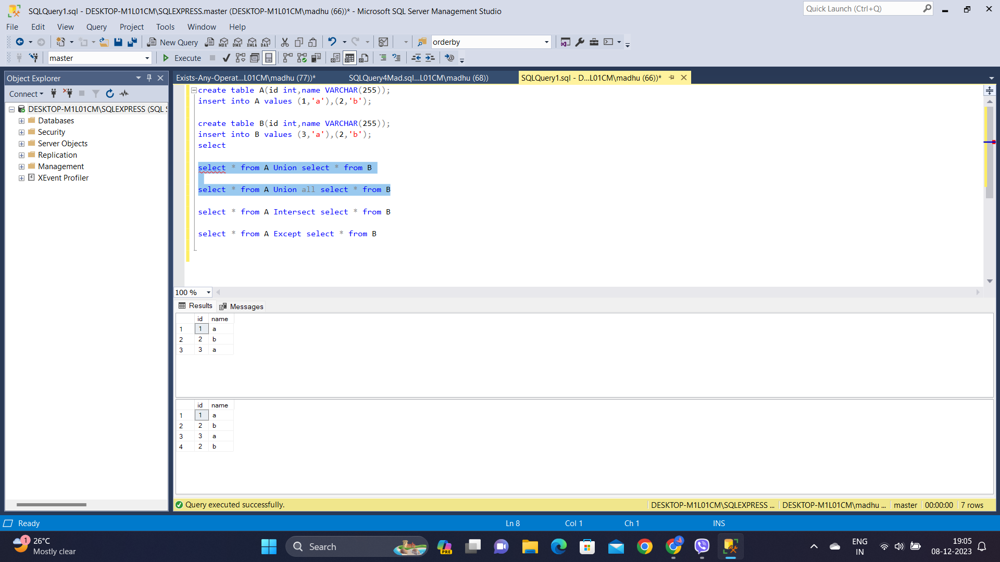 SQLQuery1.sql - DESKTOP-M1L01CM\SQLEXPRESS.master (DESKTOP-M1L01CM\madhu (66))* - Microsoft SQL Server Management Studio
Quick Launch (Ctrl+Q)
File Edit View Query Project Tools Window Help
New Query MDX DMX XMLA DAX orderby
master Execute
Object Explorer
Connect
DESKTOP-M1L01CM\SQLEXPRESS (SQL S
Databases
Security
Server Objects
Replication
Management
XEvent Profiler
Exists-Any-Operat...L01CM\madhu (77))* SQLQuery4Mad.sql...L01CM\madhu (68)) SQLQuery1.sql - D...L01CM\madhu (66))*
create table A(id int,name VARCHAR(255));
insert into A values (1,'a'),(2,'b');
create table B(id int,name VARCHAR(255));
insert into B values (3,'a'),(2,'b');
select
select * from A Union select * from B
select * from A Union all select * from B
select * from A Intersect select * from B
select * from A Except select * from B
100 %
Results Messages
id name
1 1 a
2 2 b
3 3 a
id name
1 1 a
2 2 b
3 3 a
4 2 b
Query executed successfully. DESKTOP-M1L01CM\SQLEXPRESS ... DESKTOP-M1L01CM\madhu ... master 00:00:00 7 rows
Ready Ln 8 Col 1 Ch 1 INS
1 26°C
Mostly clear
Search
PRE
ENG
IN
19:05
08-12-2023